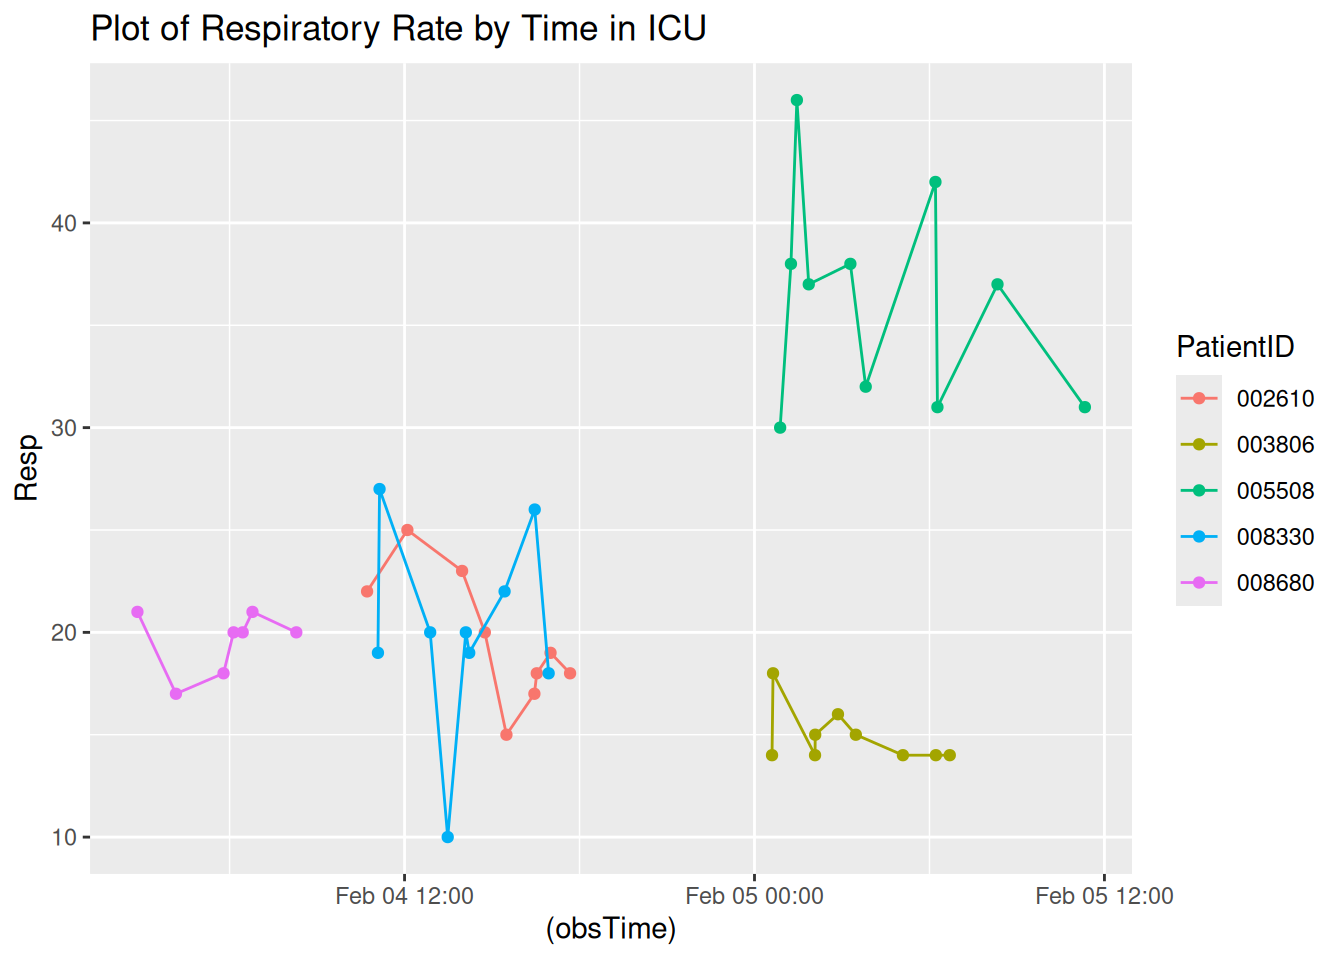 Plot of Respiratory Rate by Time in ICU
Resp
40
30
20
10
Feb 04 12:00
Feb 05 00:00
Feb 05 12:00
(obsTime)
PatientID
002610
003806
005508
008330
008680